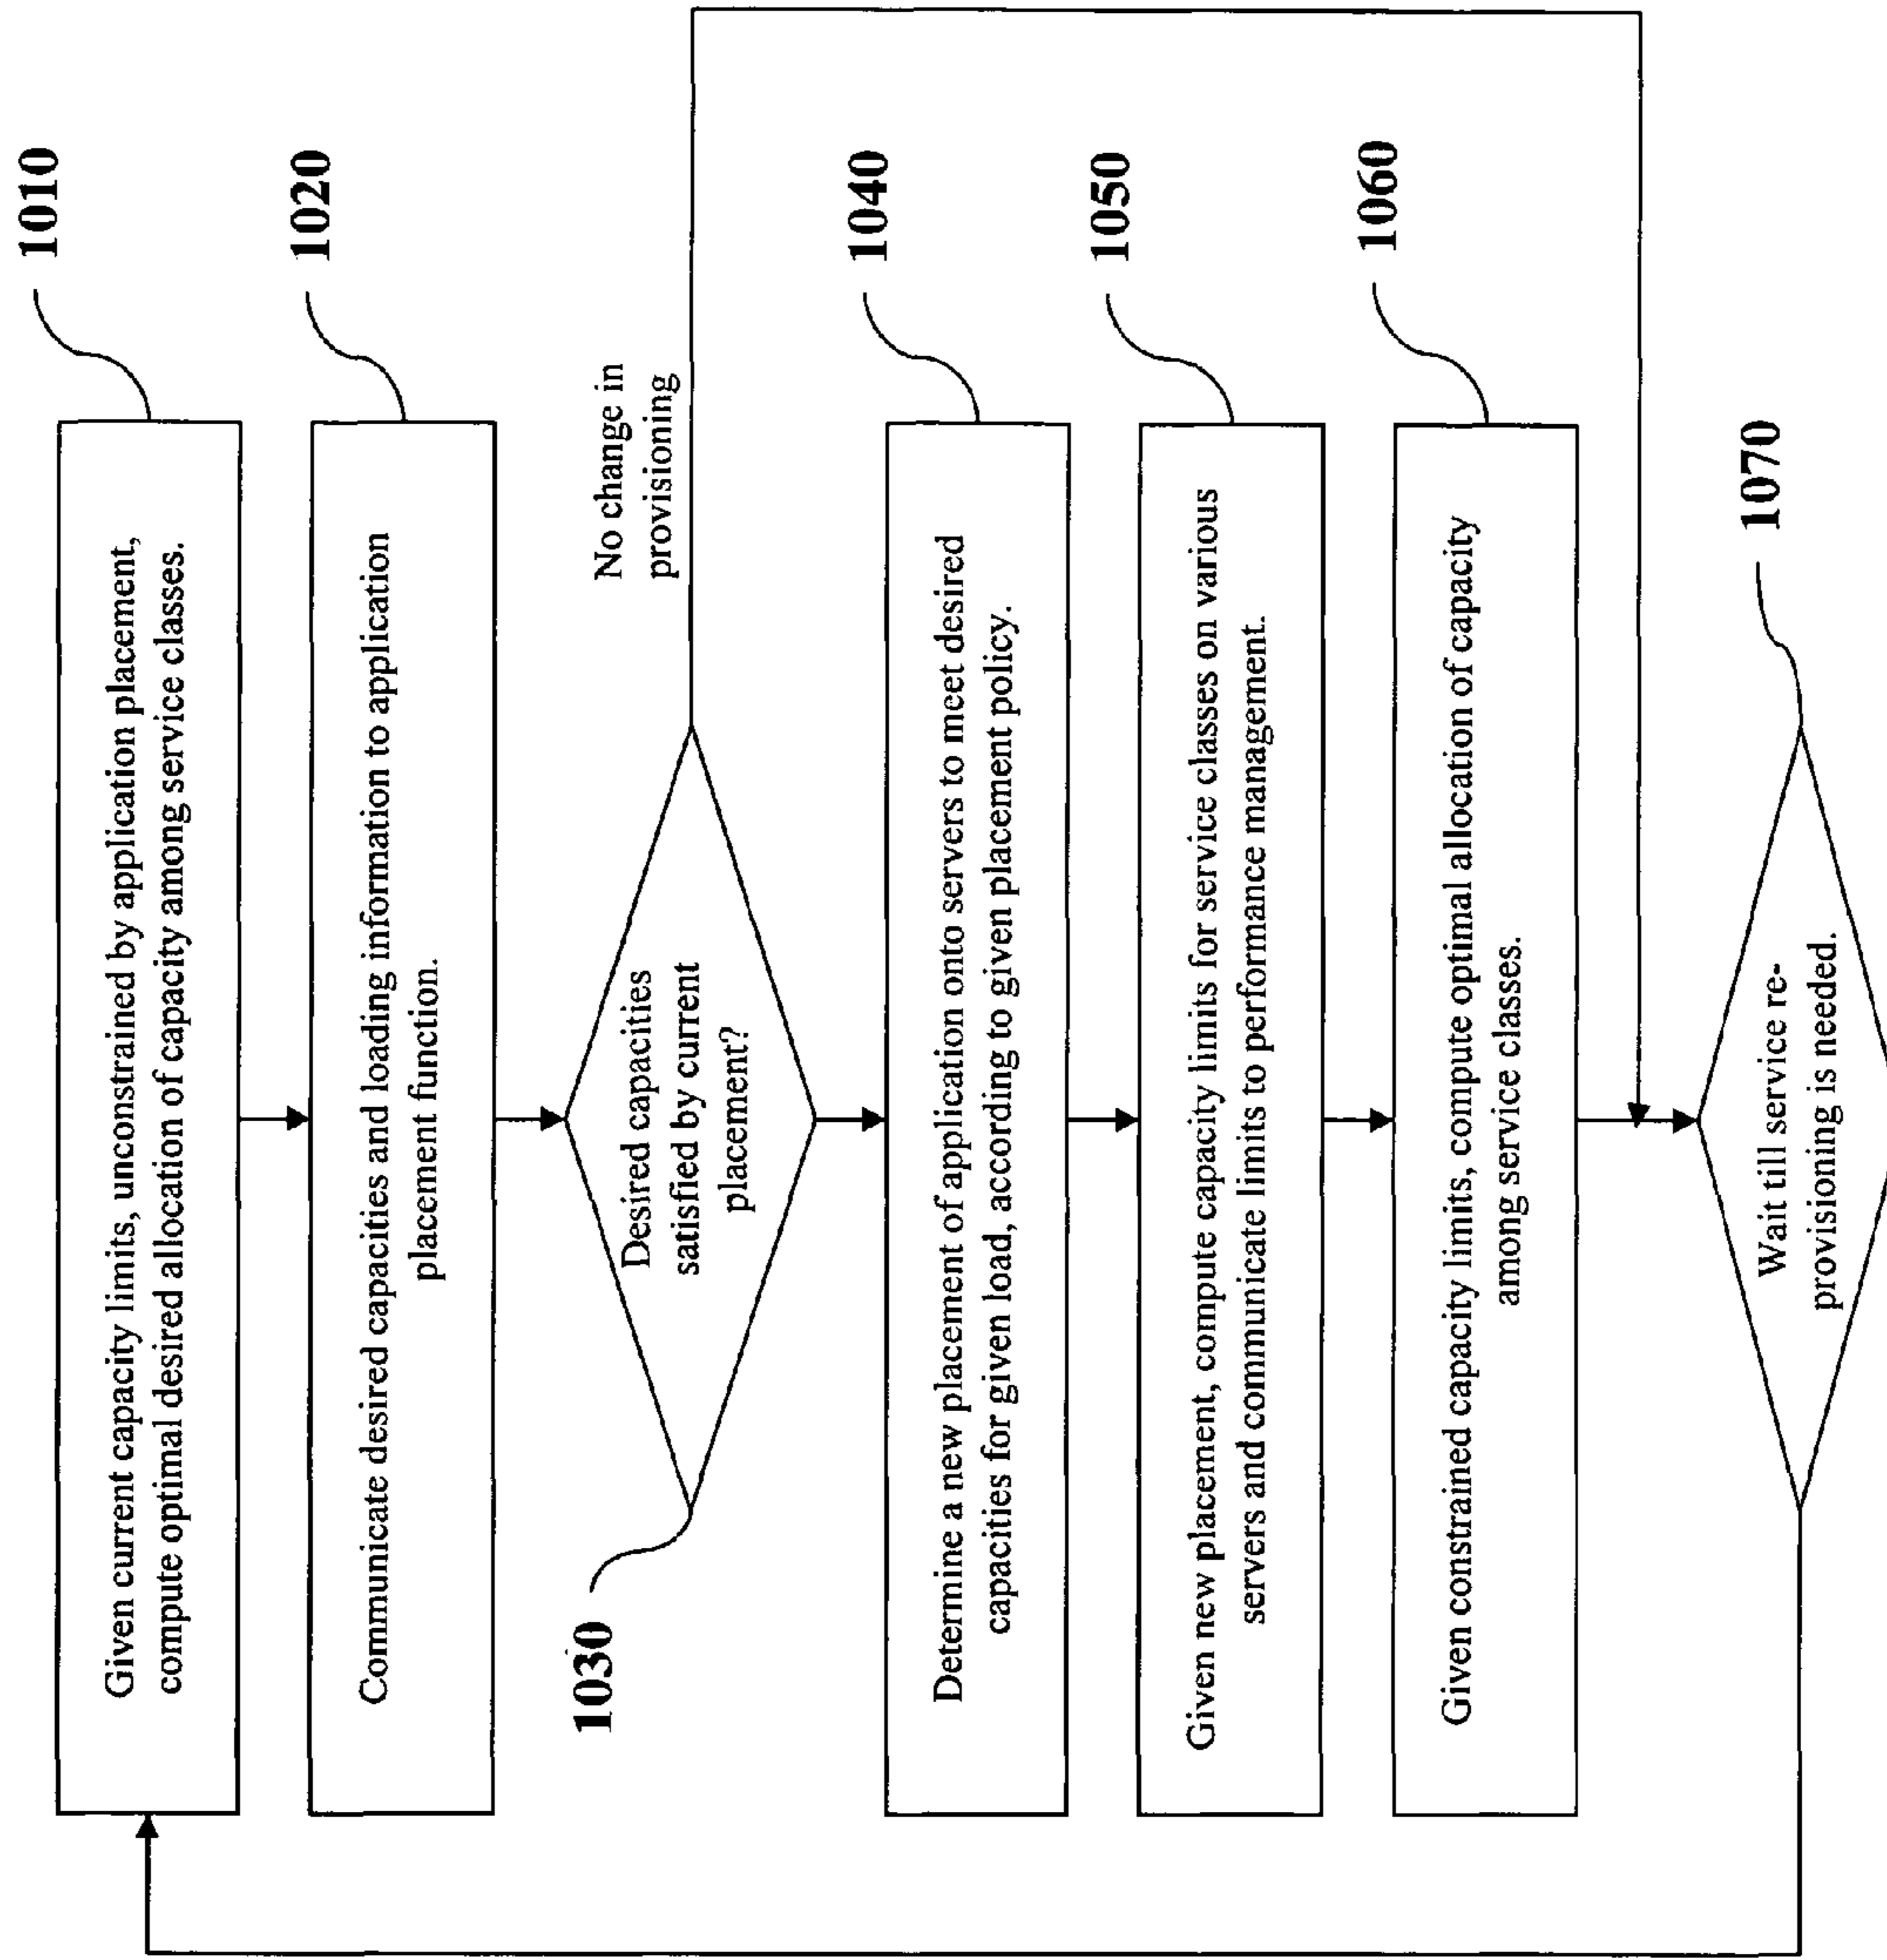 1010
Given current capacity limits, unconstrained by application placement,
compute optimal desired allocation of capacity among service classes.
1020
Communicate desired capacities and loading information to application
placement function.
1030
Desired capacities
satisfied by current
placement?
No change in
provisioning
1040
Determine a new placement of application onto servers to meet desired
capacities for given load, according to given placement policy.
1050
Given new placement, compute capacity limits for service classes on various
servers and communicate limits to performance management.
1060
Given constrained capacity limits, compute optimal allocation of capacity
among service classes.
1070
Wait till service re-
provisioning is needed.